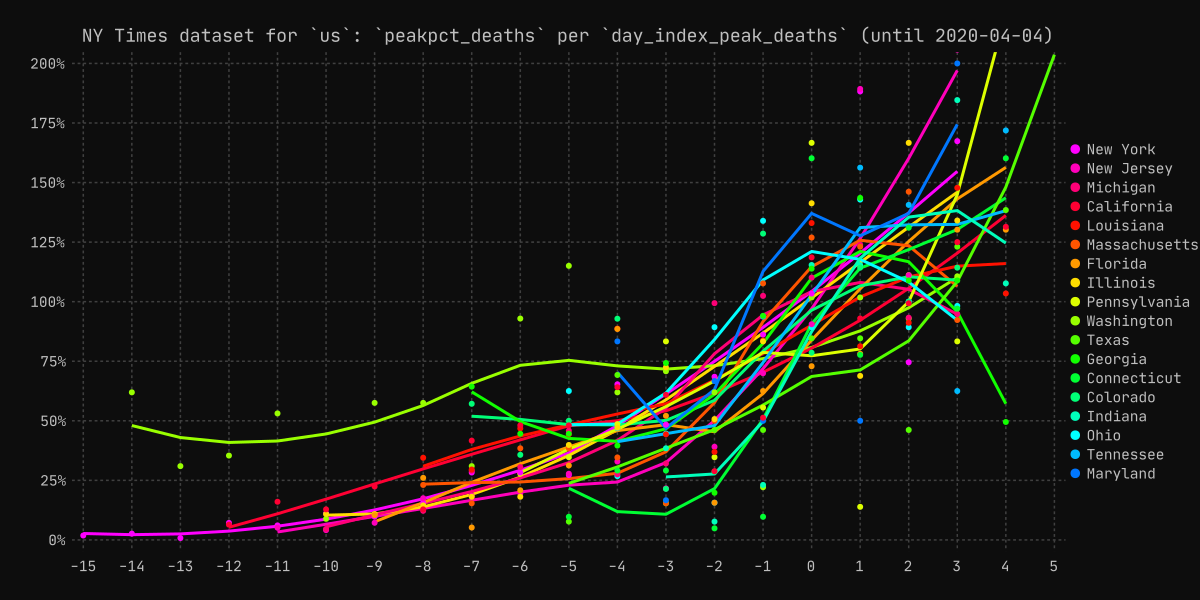 NY Times dataset for `us`: `peakpct_deaths` per `day_index_peak_deaths` (until 2020-04-04)
200%
175%
150%
125%
100%
75%
50%
25%
0%
-15 -14 -13 -12 -11 -10 -9 -8 -7 -6 -5 -4 -3 -2 -1 0 1 2 3 4 5
New York
New Jersey
Michigan
California
Louisiana
Massachusetts
Florida
Illinois
Pennsylvania
Washington
Texas
Georgia
Connecticut
Colorado
Indiana
Ohio
Tennessee
Maryland